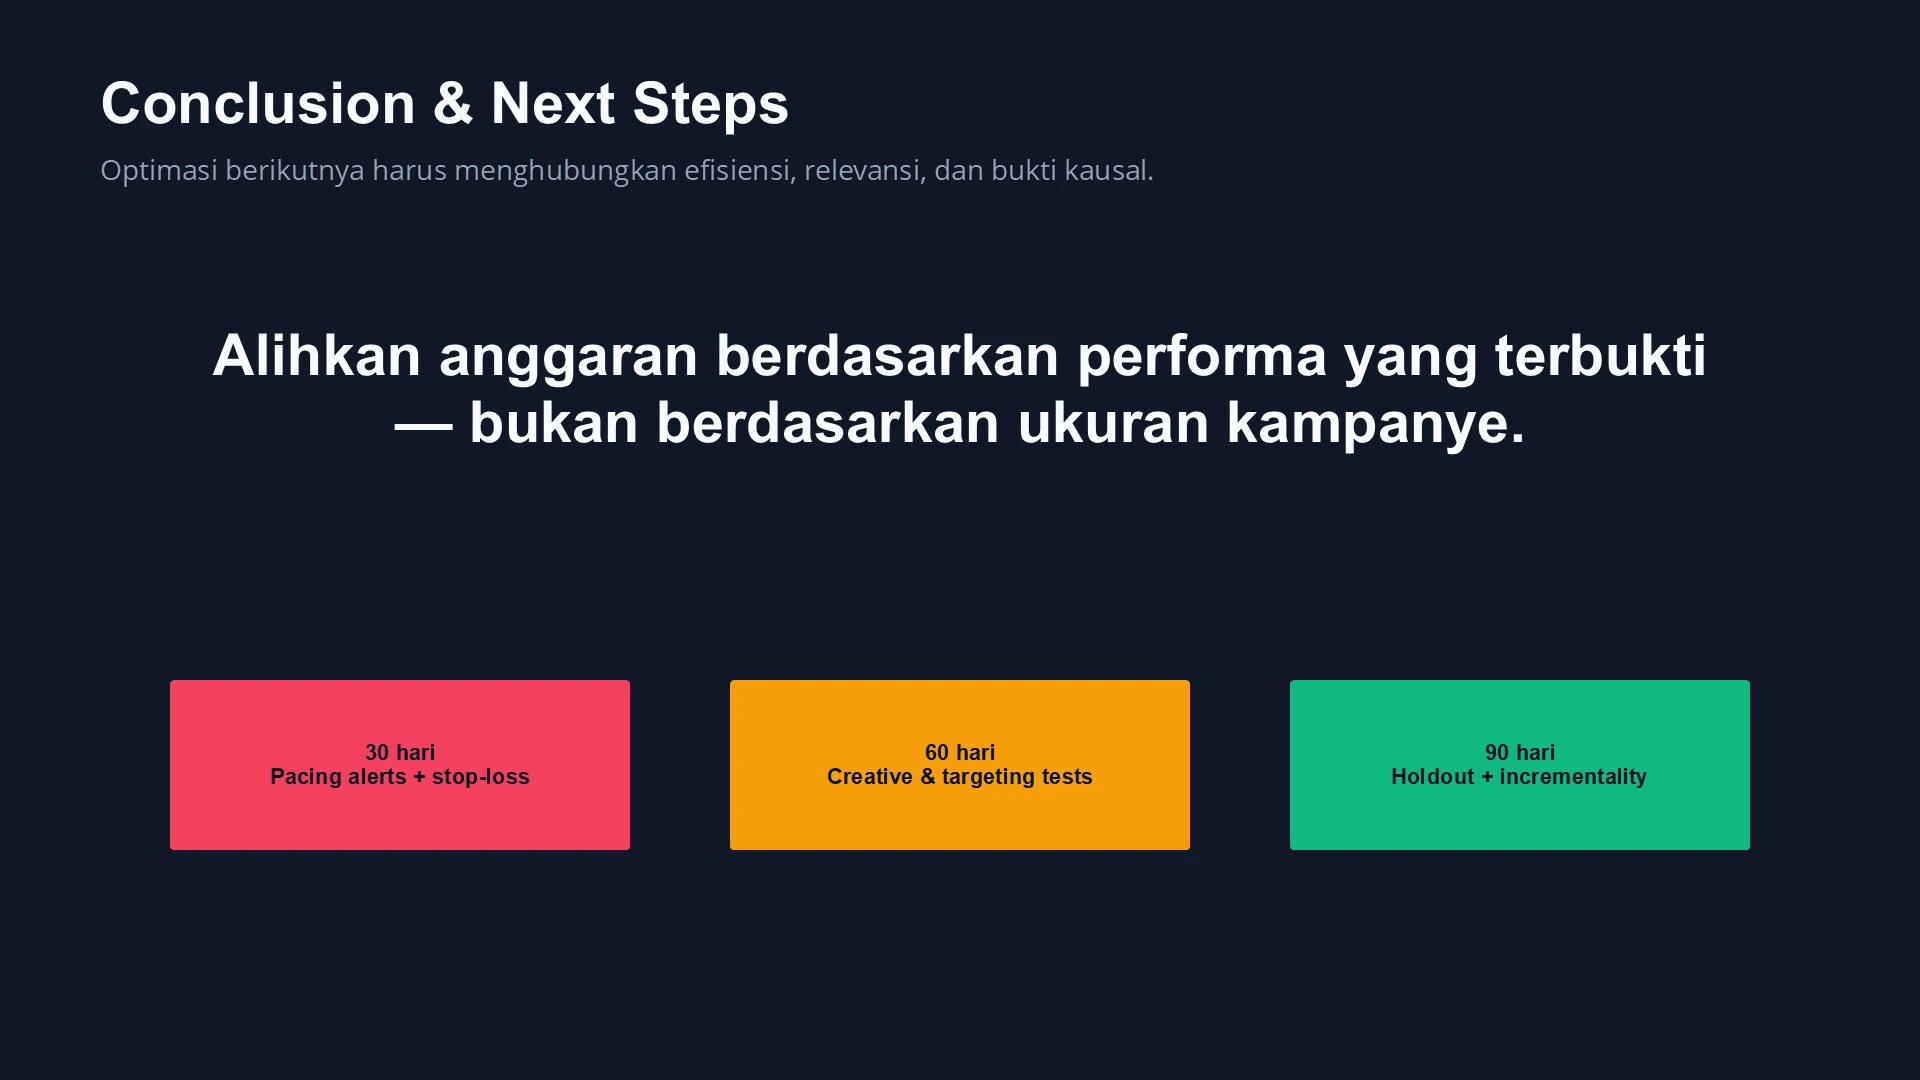 Conclusion & Next Steps
Optimasi berikutnya harus menghubungkan efisiensi, relevansi, dan bukti kausal.
Alihkan anggaran berdasarkan performa yang terbukti
— bukan berdasarkan ukuran kampanye.
30 hari
Pacing alerts + stop-loss
60 hari
Creative & targeting tests
90 hari
Holdout + incrementality